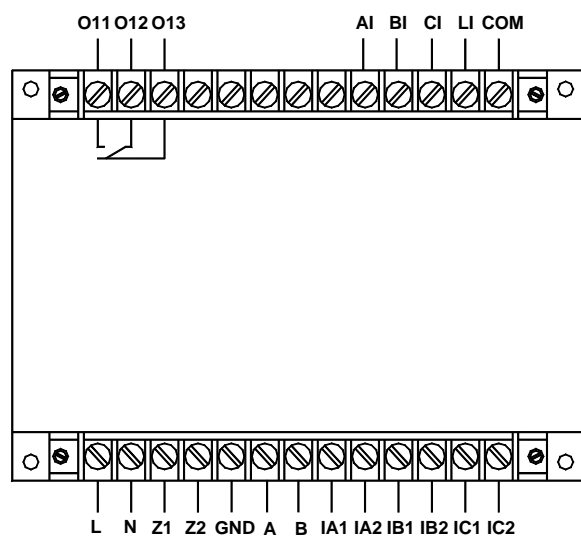 O11 O12 O13 AI BI CI LI COM
L N Z1 Z2 GND A B IA1 IA2 IB1 IB2 IC1 IC2